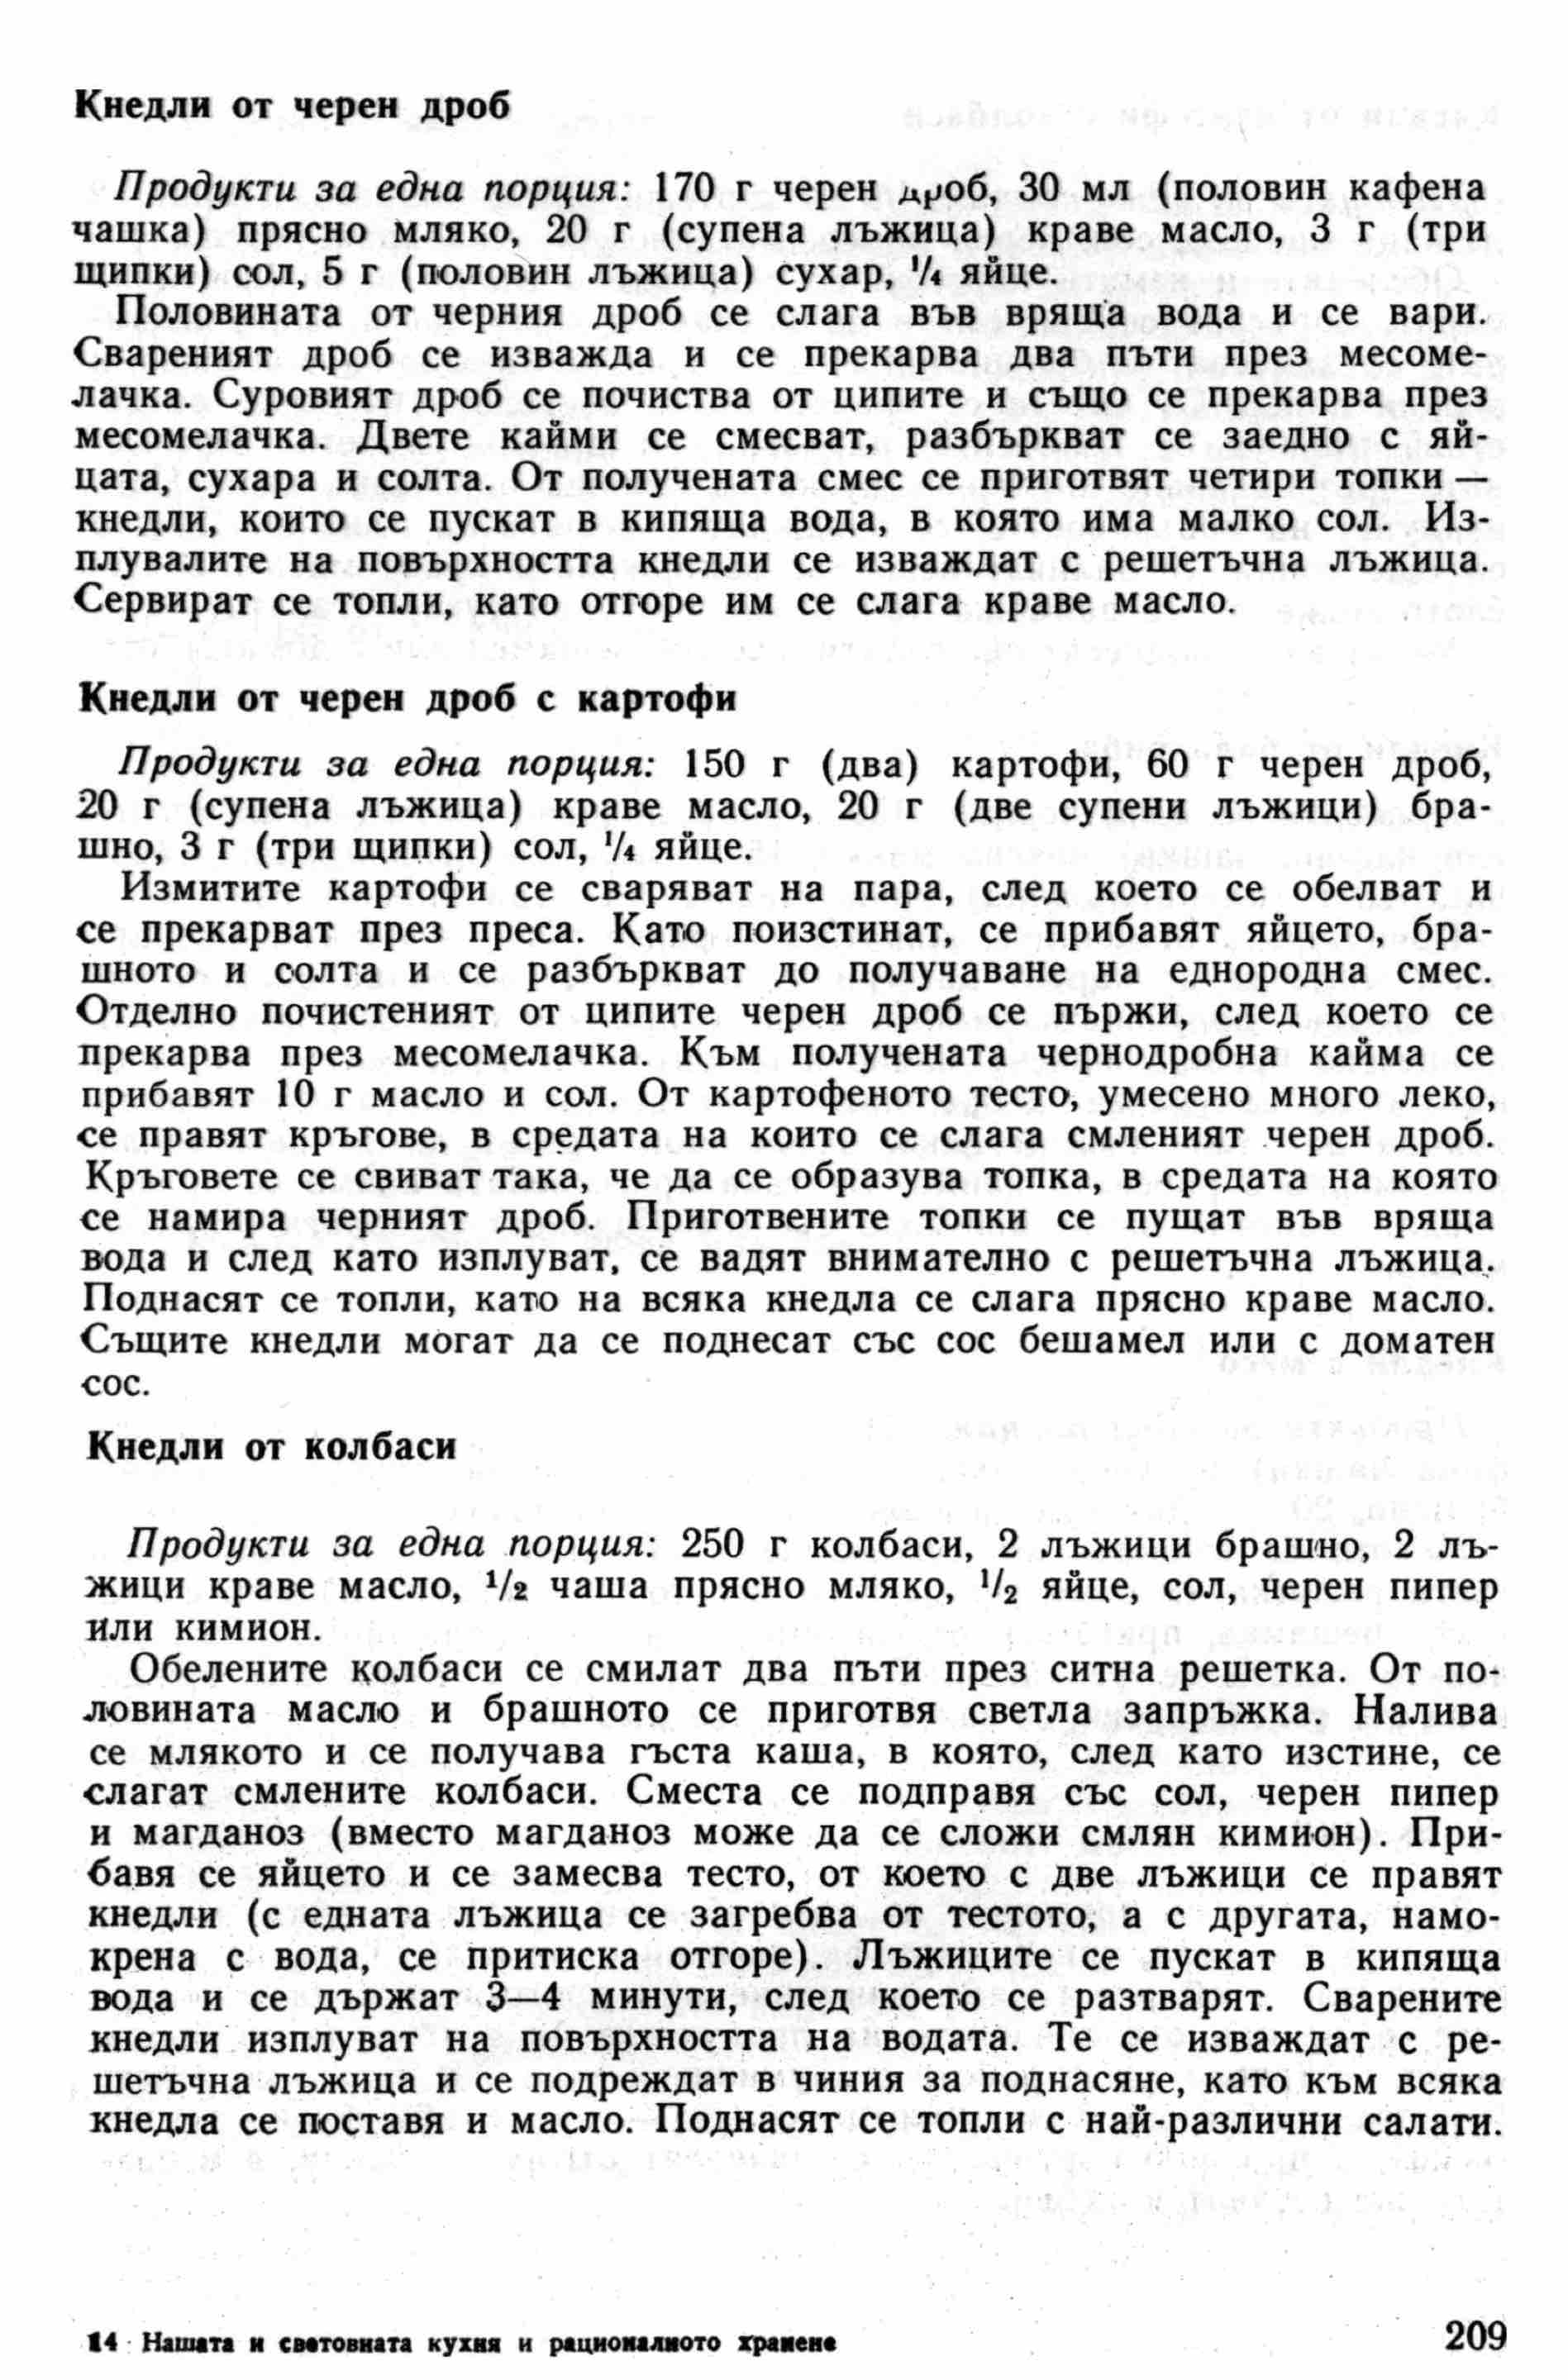 Кнедли от черен дроб
Продукти за една порция: 170 г черен дроб, 30 мл (половин кафена
чашка) прясно мляко, 20 г (супена лъжица) краве масло, 3 г (три
щипки) сол, 5 г (половин лъжица) сухар, 1/4 яйце.
Половината от черния дроб се слага във вряща вода и се вари.
Свареният дроб се изважда и се прекарва два пъти през месоме-
лачка. Суровият дроб се почиства от ципите и също се прекарва през
месомелачка. Двете кайми се смесват, разбъркват се заедно с яй-
цата, сухара и солта. От получената смес се приготвят четири топки —
кнедли, които се пускат в кипяща вода, в която има малко сол. Из-
плувалите на повърхността кнедли се изваждат с решетъчна лъжица.
Сервират се топли, като отгоре им се слага краве масло.
Кнедли от черен дроб с картофи
Продукти за една порция: 150 г (два) картофи, 60 г черен дроб,
20 г (супена лъжица) краве масло, 20 г (две супени лъжици) бра-
шно, 3 г (три щипки) сол, 1/4 яйце.
Измитите картофи се сваряват на пара, след което се обелват и
се прекарват през преса. Като поизстинат, се прибавят яйцето, бра-
шното и солта и се разбъркват до получаване на еднородна смес.
Отделно почистеният от ципите черен дроб се пържи, след което се
прекарва през месомелачка. Към получената чернодробна кайма се
прибавят 10 г масло и сол. От картофеното тесто, умесено много леко,
се правят кръгове, в средата на които се слага смленият черен дроб.
Кръговете се свиват така, че да се образува топка, в средата на която
се намира черният дроб. Приготвените топки се пущат във вряща
вода и след като изплуват, се вадят внимателно с решетъчна лъжица.
Поднасят се топли, като на всяка кнедла се слага прясно краве масло.
Същите кнедли могат да се поднесат със сос бешамел или с доматен
сос.
Кнедли от колбаси
Продукти за една порция: 250 г колбаси, 2 лъжици брашно, 2 лъ-
жици краве масло, 1/2 чаша прясно мляко, 1/2 яйце, сол, черен пипер
или кимион.
Обелените колбаси се смилат два пъти през ситна решетка. От по-
ловината масло и брашното се приготвя светла запръжка. Налива
се млякото и се получава гъста каша, в която, след като изстине, се
слагат смлените колбаси. Сместа се подправя със сол, черен пипер
и магданоз (вместо магданоз може да се сложи смлян кимион). При-
бавя се яйцето и се замесва тесто, от което с две лъжици се правят
кнедли (с едната лъжица се загребва от тестото, а с другата, намо-
крена с вода, се притиска отгоре). Лъжиците се пускат в кипяща
вода и се държат 3—4 минути, след което се разтварят. Сварените
кнедли изплуват на повърхността на водата. Те се изваждат с ре-
шетъчна лъжица и се подреждат в чиния за поднасяне, като към всяка
кнедла се поставя и масло. Поднасят се топли с най-различни салати.
14 Нашата и световната кухня и рационалното хранене
209